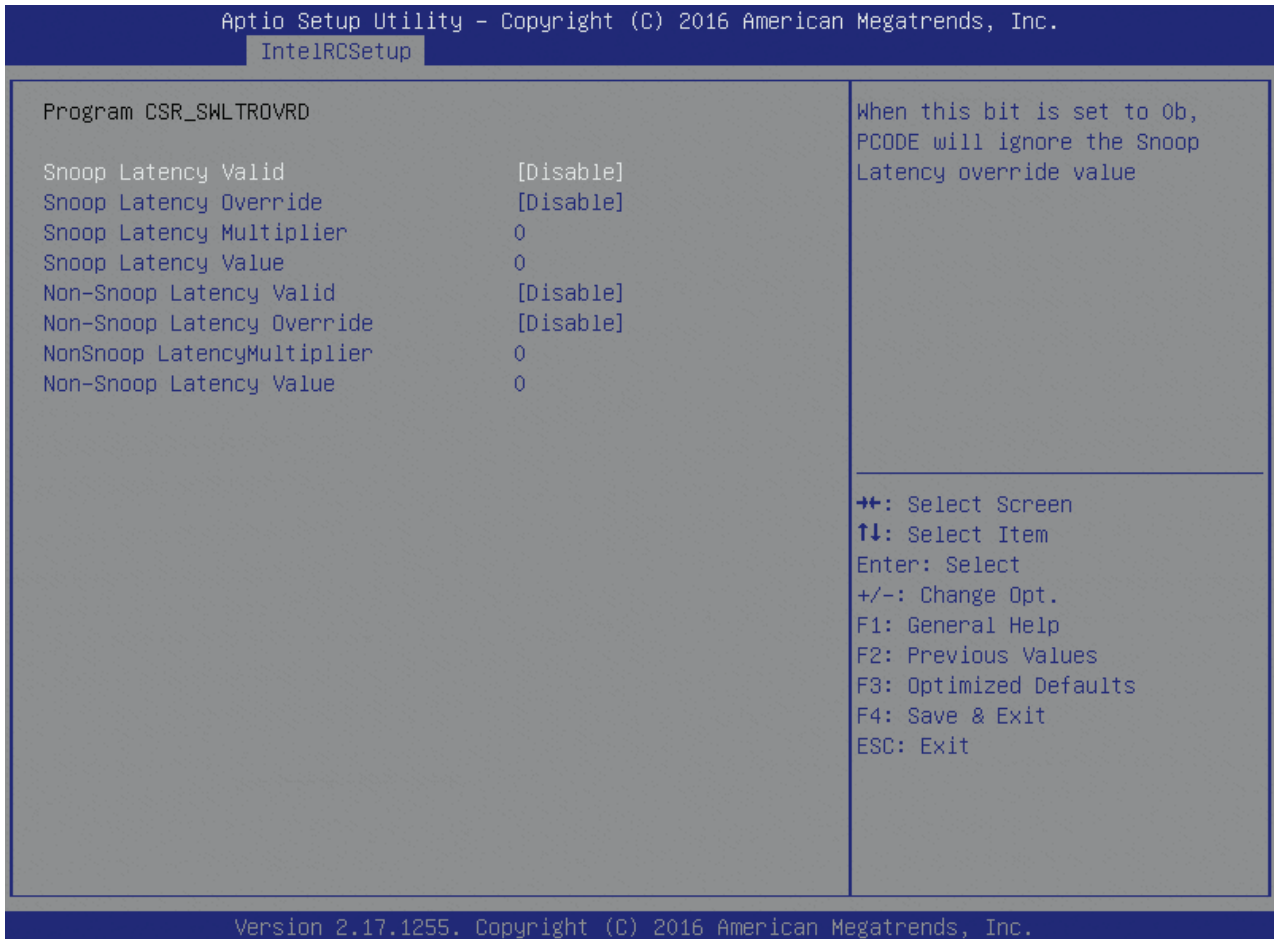 Aptio Setup Utility – Copyright (C) 2016 American Megatrends, Inc.
IntelRCSetup
Program CSR_SWLTROVRD
Snoop Latency Valid [Disable]
Snoop Latency Override [Disable]
Snoop Latency Multiplier 0
Snoop Latency Value 0
Non-Snoop Latency Valid [Disable]
Non-Snoop Latency Override [Disable]
NonSnoop LatencyMultiplier 0
Non-Snoop Latency Value 0
When this bit is set to 0b,
PCODE will ignore the Snoop
Latency override value
→←: Select Screen
↑↓: Select Item
Enter: Select
+/-: Change Opt.
F1: General Help
F2: Previous Values
F3: Optimized Defaults
F4: Save & Exit
ESC: Exit
Version 2.17.1255. Copyright (C) 2016 American Megatrends, Inc.